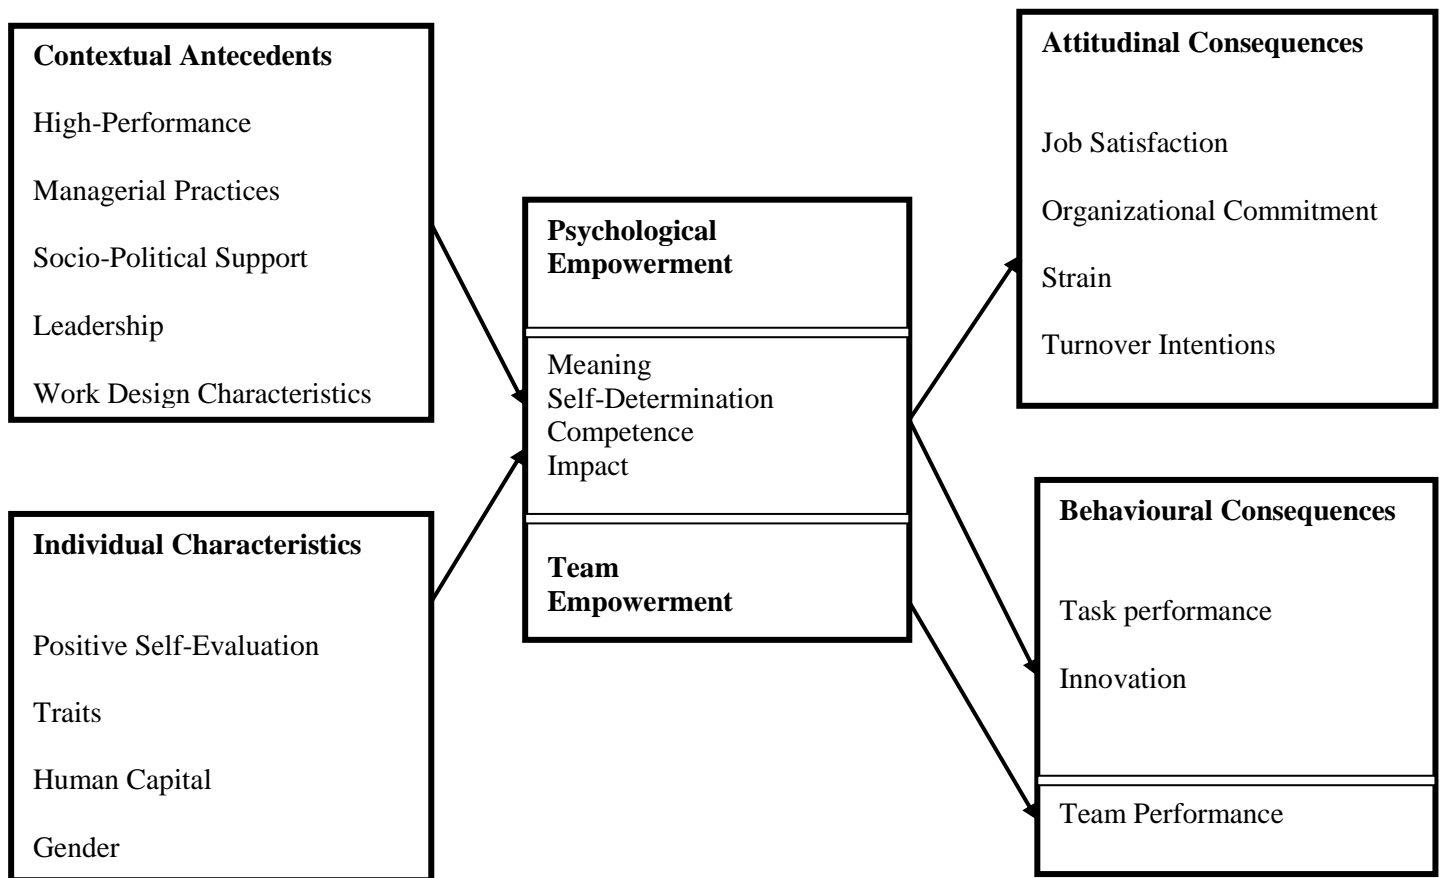 Contextual Antecedents
High-Performance
Managerial Practices
Socio-Political Support
Leadership
Work Design Characteristics
Individual Characteristics
Positive Self-Evaluation
Traits
Human Capital
Gender
Psychological
Empowerment
Meaning
Self-Determination
Competence
Impact
Team
Empowerment
Attitudinal Consequences
Job Satisfaction
Organizational Commitment
Strain
Turnover Intentions
Behavioural Consequences
Task performance
Innovation
Team Performance